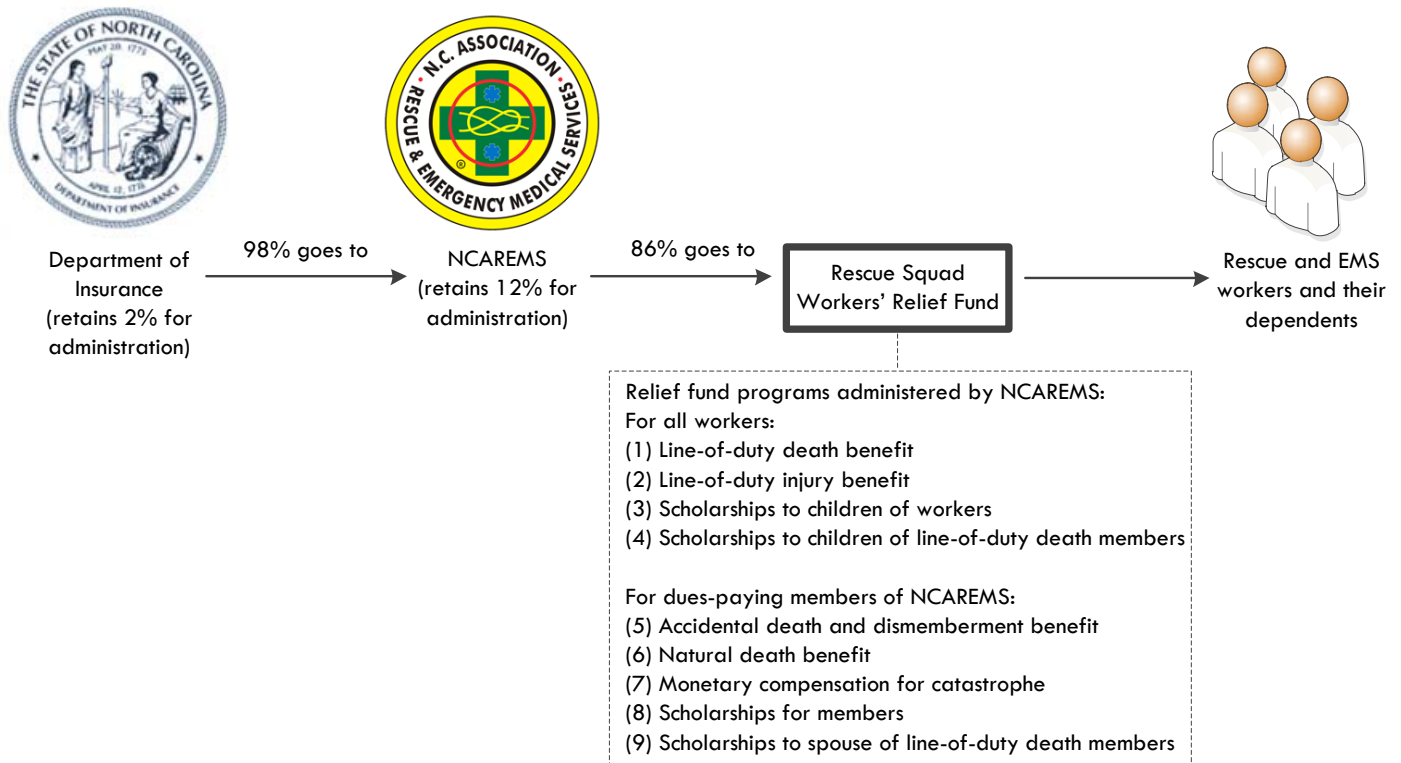 THE STATE OF NORTH CAROLINA
MAY 20, 1775
APRIL 12, 1776
DEPARTMENT OF INSURANCE
N.C. ASSOCIATION
RESCUE & EMERGENCY MEDICAL SERVICES
®
Department of
Insurance
(retains 2% for
administration)
98% goes to
NCAREMS
(retains 12% for
administration)
86% goes to
Rescue Squad
Workers’ Relief Fund
Rescue and EMS
workers and their
dependents
Relief fund programs administered by NCAREMS:
For all workers:
(1) Line-of-duty death benefit
(2) Line-of-duty injury benefit
(3) Scholarships to children of workers
(4) Scholarships to children of line-of-duty death members
For dues-paying members of NCAREMS:
(5) Accidental death and dismemberment benefit
(6) Natural death benefit
(7) Monetary compensation for catastrophe
(8) Scholarships for members
(9) Scholarships to spouse of line-of-duty death members